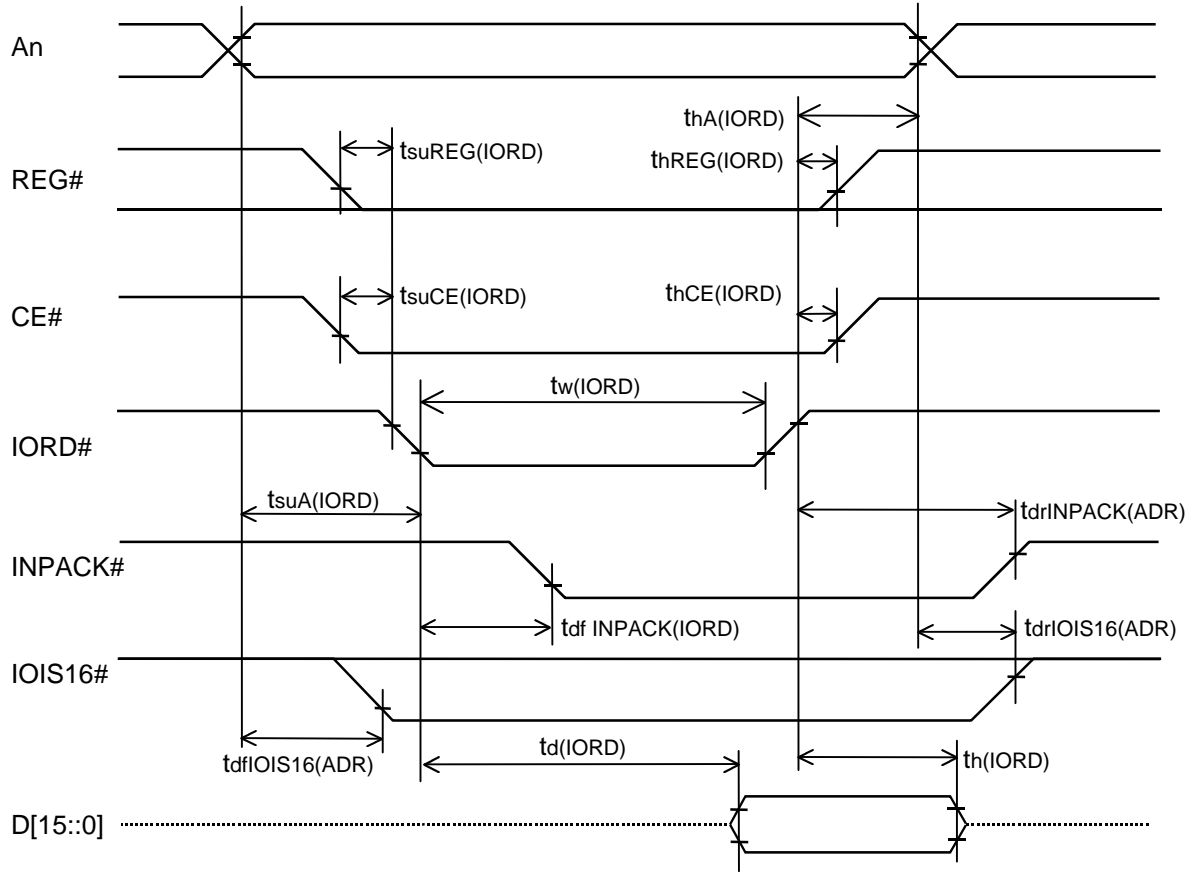 An
thA(IORD)
tsuREG(IORD)
thREG(IORD)
REG#
tsuCE(IORD)
thCE(IORD)
CE#
tw(IORD)
IORD#
tsuA(IORD)
tdrINPACK(ADR)
INPACK#
tdf INPACK(IORD)
tdrIOIS16(ADR)
IOIS16#
tdfIOIS16(ADR)
td(IORD)
th(IORD)
D[15::0]